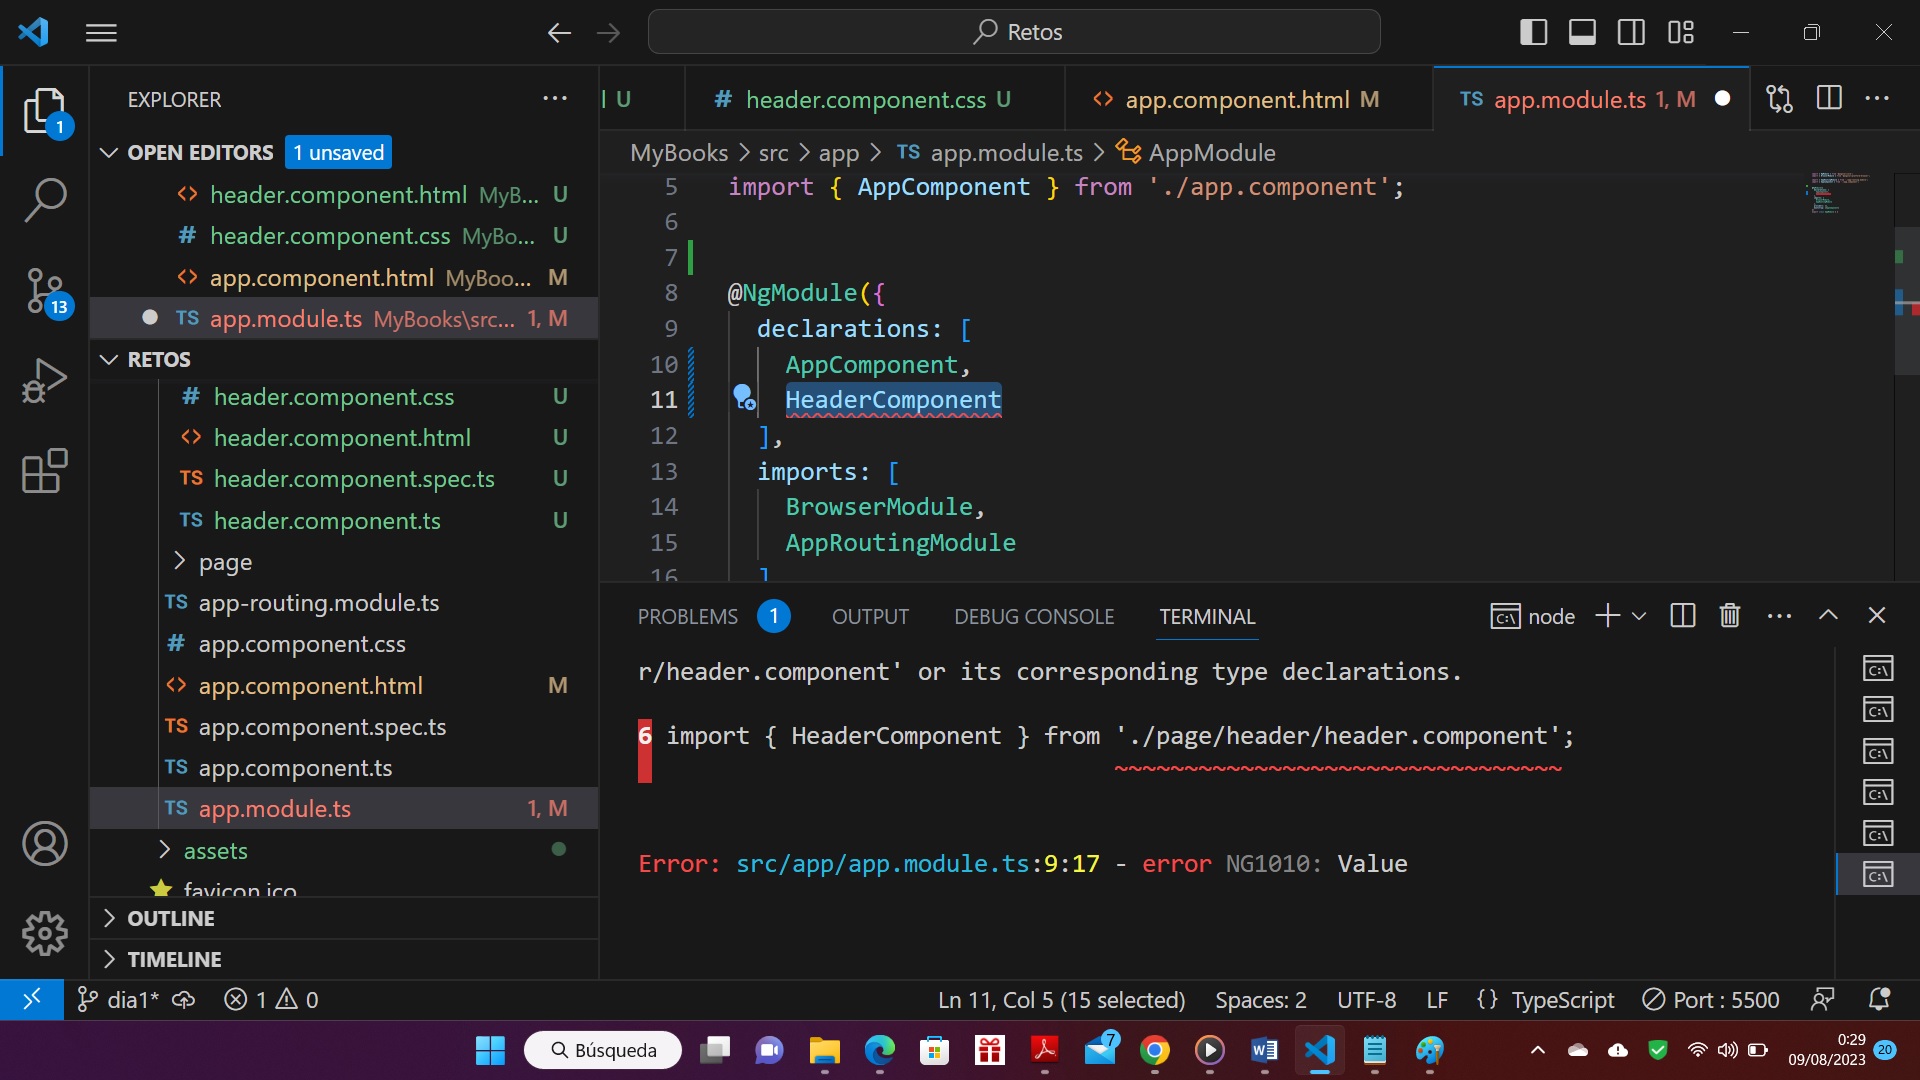 Retos
EXPLORER
1
OPEN EDITORS
1 unsaved
header.component.html MyB... U
# header.component.css MyBo... U
app.component.html MyBoo... M
TS app.module.ts MyBooks\src... 1, M
RETOS
# header.component.css U
header.component.html U
TS header.component.spec.ts U
TS header.component.ts U
page
TS app-routing.module.ts
# app.component.css
app.component.html M
TS app.component.spec.ts
TS app.component.ts
TS app.module.ts 1, M
assets
favicon.ico
OUTLINE
TIMELINE
13
l U
# header.component.css U
app.component.html M
TS app.module.ts 1, M
MyBooks > src > app > TS app.module.ts > AppModule
5 import { AppComponent } from './app.component';
6
7
8 @NgModule({
9 declarations: [
10 AppComponent,
11 HeaderComponent
12 ],
13 imports: [
14 BrowserModule,
15 AppRoutingModule
16 ]
PROBLEMS 1 OUTPUT DEBUG CONSOLE TERMINAL
node
r/header.component' or its corresponding type declarations.
6 import { HeaderComponent } from './page/header/header.component';
~~~~~~~~~~~~~~~~~~~~~~~~~~~~~~~~
Error: src/app/app.module.ts:9:17 - error NG1010: Value
dia1* 1 0
Ln 11, Col 5 (15 selected) Spaces: 2 UTF-8 LF {} TypeScript Port : 5500
Búsqueda
7
0:29
09/08/2023
20